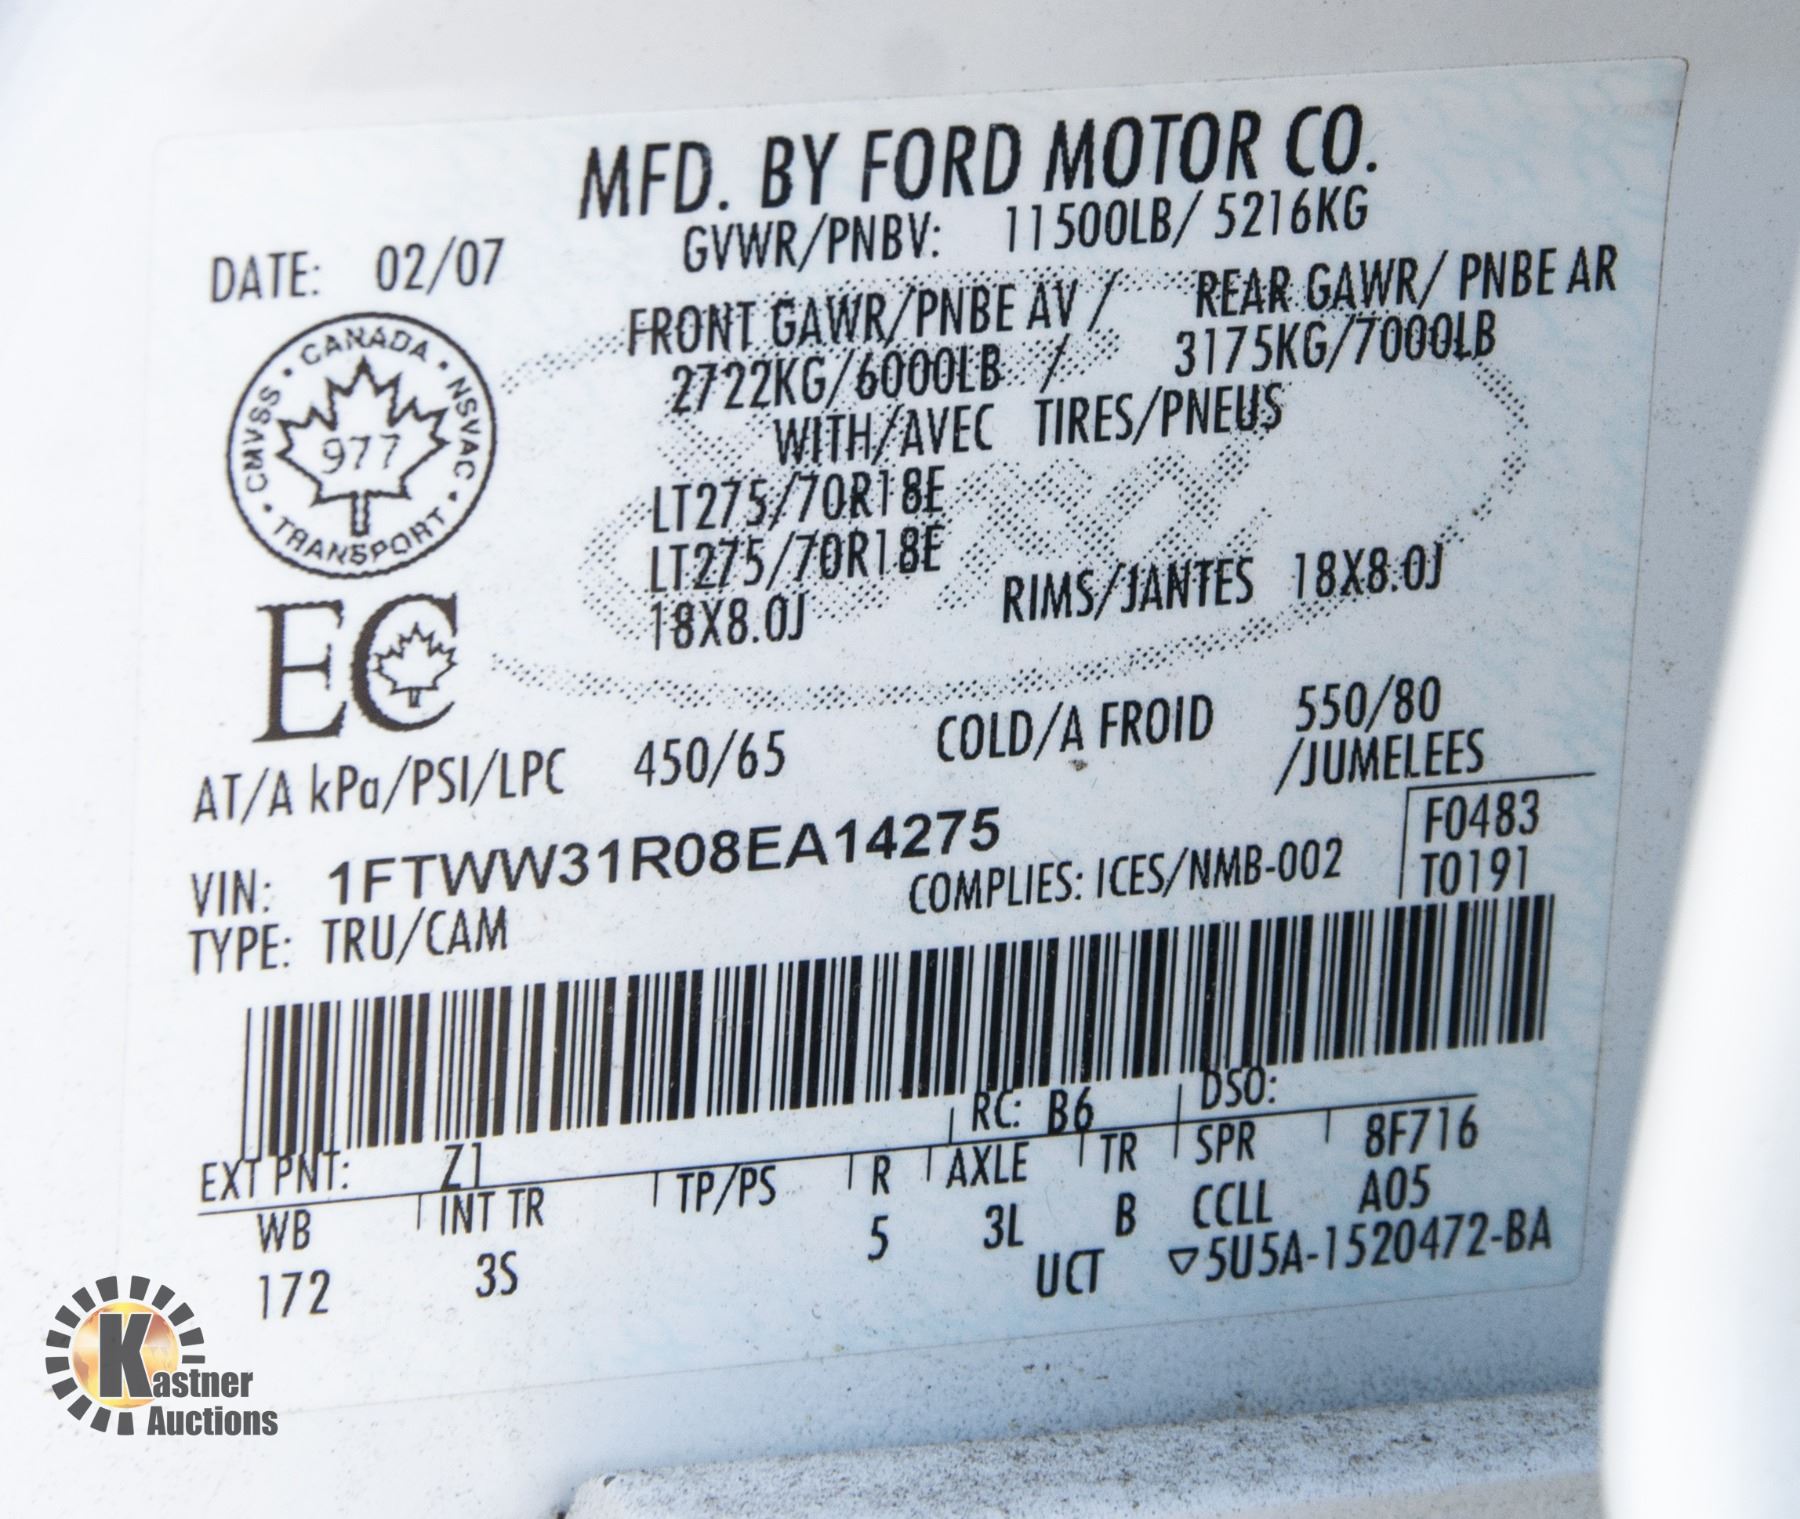 MFD. BY FORD MOTOR CO.
DATE: 02/07
GVWR/PNBV: 11500LB/ 5216KG
FRONT GAWR/PNBE AV / REAR GAWR/ PNBE AR
2722KG/6000LB / 3175KG/7000LB
WITH/AVEC TIRES/PNEUS
LT275/70R18E
LT275/70R18E
18X8.0J RIMS/JANTES 18X8.0J
CANADA
CMVSS · NSVAC
977
TRANSPORT
EC
AT/A kPa/PSI/LPC 450/65 COLD/A FROID 550/80
/JUMELEES
VIN: 1FTWW31R08EA14275
F0483
T0191
COMPLIES: ICES/NMB-002
TYPE: TRU/CAM
EXT PNT: Z1 RC: B6 DSO:
WB INT TR TP/PS R AXLE TR SPR 8F716
172 3S 5 3L B CCLL A05
UCT ▽5U5A-1520472-BA
Kastner
Auctions